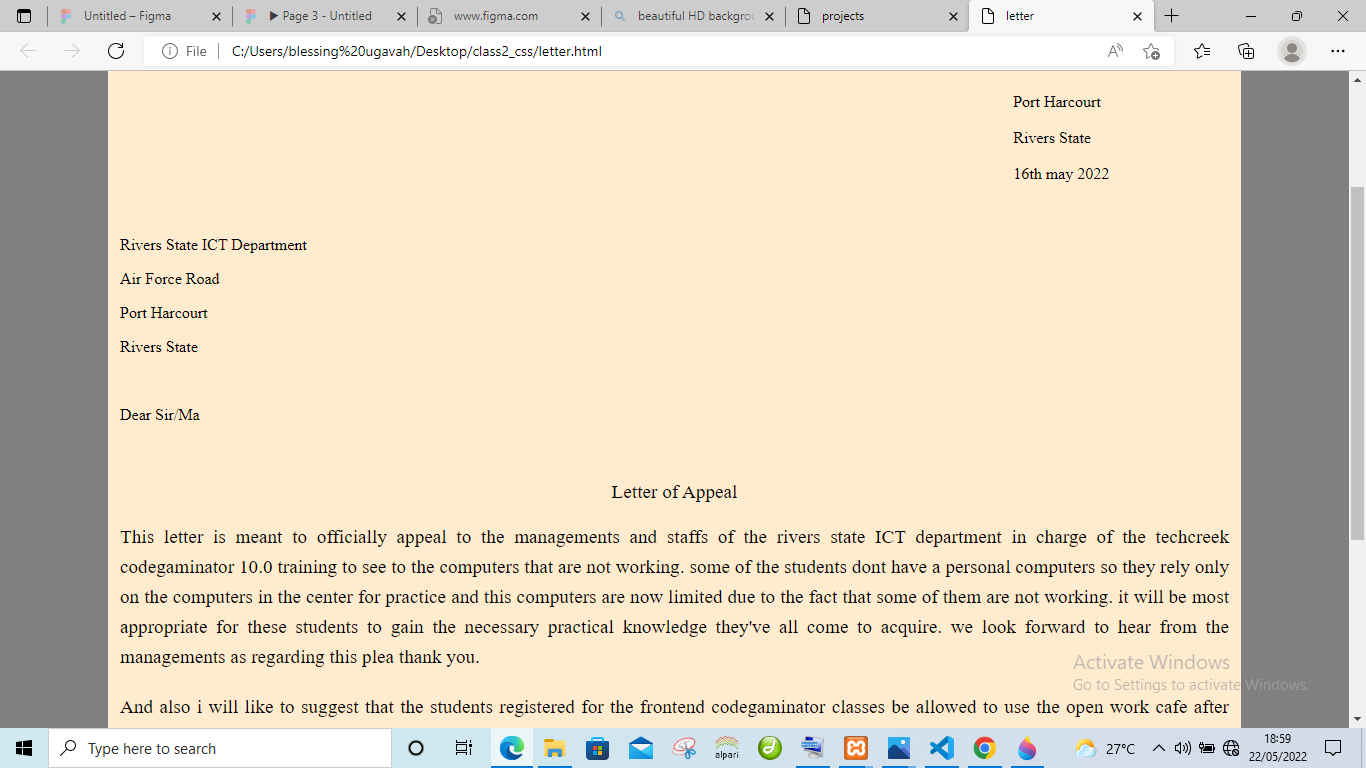 Untitled – Figma
▶ Page 3 - Untitled
www.figma.com
beautiful HD backgrou
projects
letter
File
C:/Users/blessing%20ugavah/Desktop/class2_css/letter.html
Port Harcourt
Rivers State
16th may 2022
Rivers State ICT Department
Air Force Road
Port Harcourt
Rivers State
Dear Sir/Ma
Letter of Appeal
This letter is meant to officially appeal to the managements and staffs of the rivers state ICT department in charge of the techcreek
codegaminator 10.0 training to see to the computers that are not working. some of the students dont have a personal computers so they rely only
on the computers in the center for practice and this computers are now limited due to the fact that some of them are not working. it will be most
appropriate for these students to gain the necessary practical knowledge they've all come to acquire. we look forward to hear from the
managements as regarding this plea thank you.
Activate Windows
Go to Settings to activate Windows.
And also i will like to suggest that the students registered for the frontend codegaminator classes be allowed to use the open work cafe after
Type here to search
alpari
27°C
18:59
22/05/2022